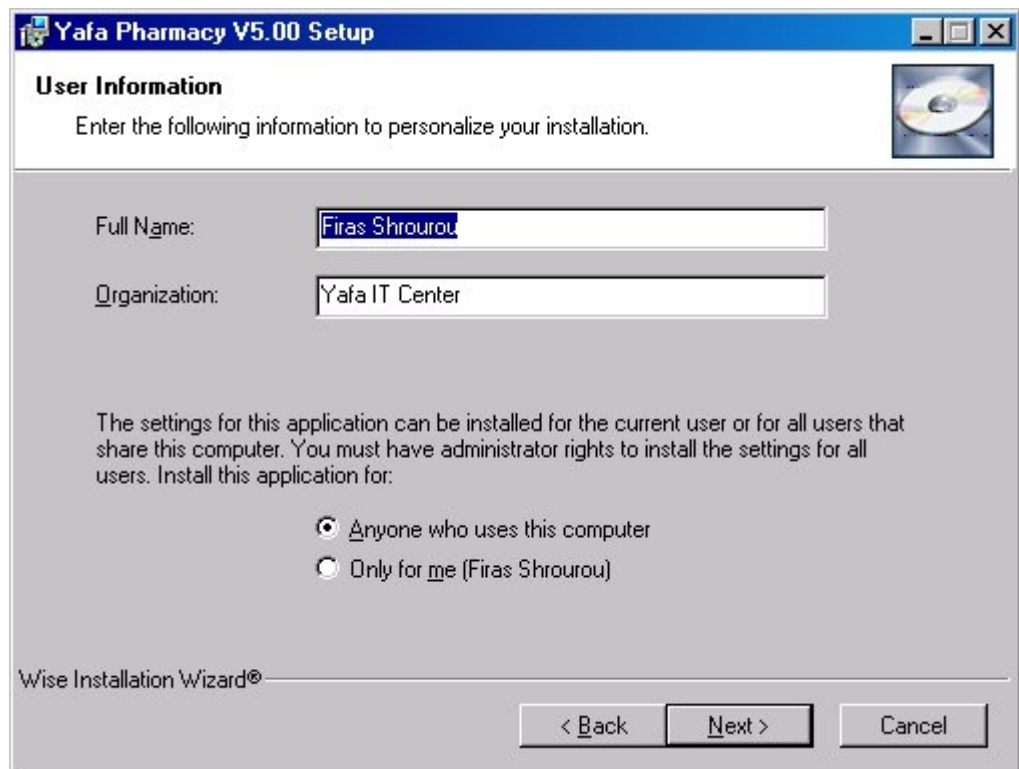 Yafa Pharmacy V5.00 Setup
User Information
Enter the following information to personalize your installation.
Full Name:
Firas Shrourou
Organization:
Yafa IT Center
The settings for this application can be installed for the current user or for all users that
share this computer. You must have administrator rights to install the settings for all
users. Install this application for:
Anyone who uses this computer
Only for me (Firas Shrourou)
Wise Installation Wizard®
< Back
Next >
Cancel